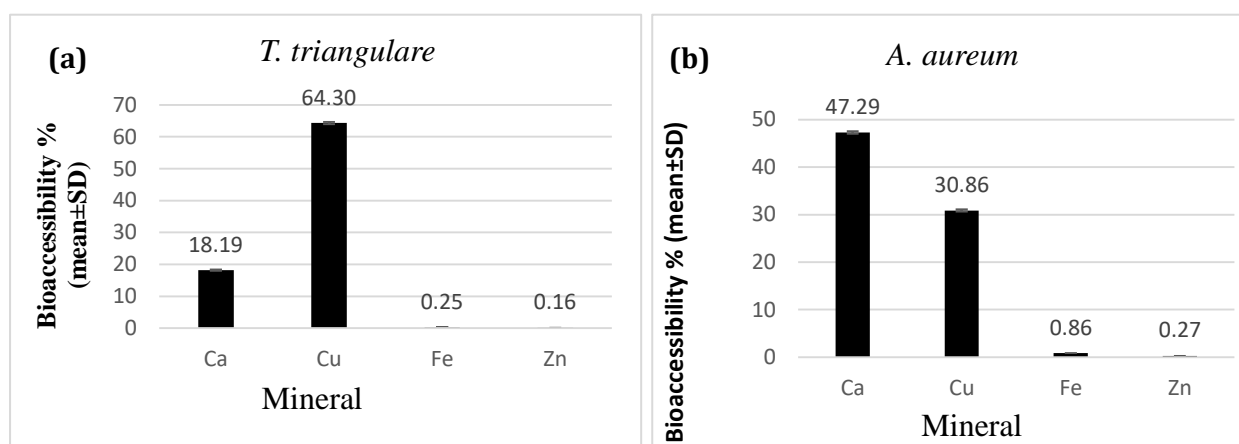 (a)
T. triangulare
Bioaccessibility %
(mean±SD)
70
60
50
40
30
20
10
0
18.19
64.30
0.25
0.16
Ca Cu Fe Zn
Mineral
(b)
A. aureum
Bioaccessibility % (mean±SD)
50
40
30
20
10
0
47.29
30.86
0.86
0.27
Ca Cu Fe Zn
Mineral